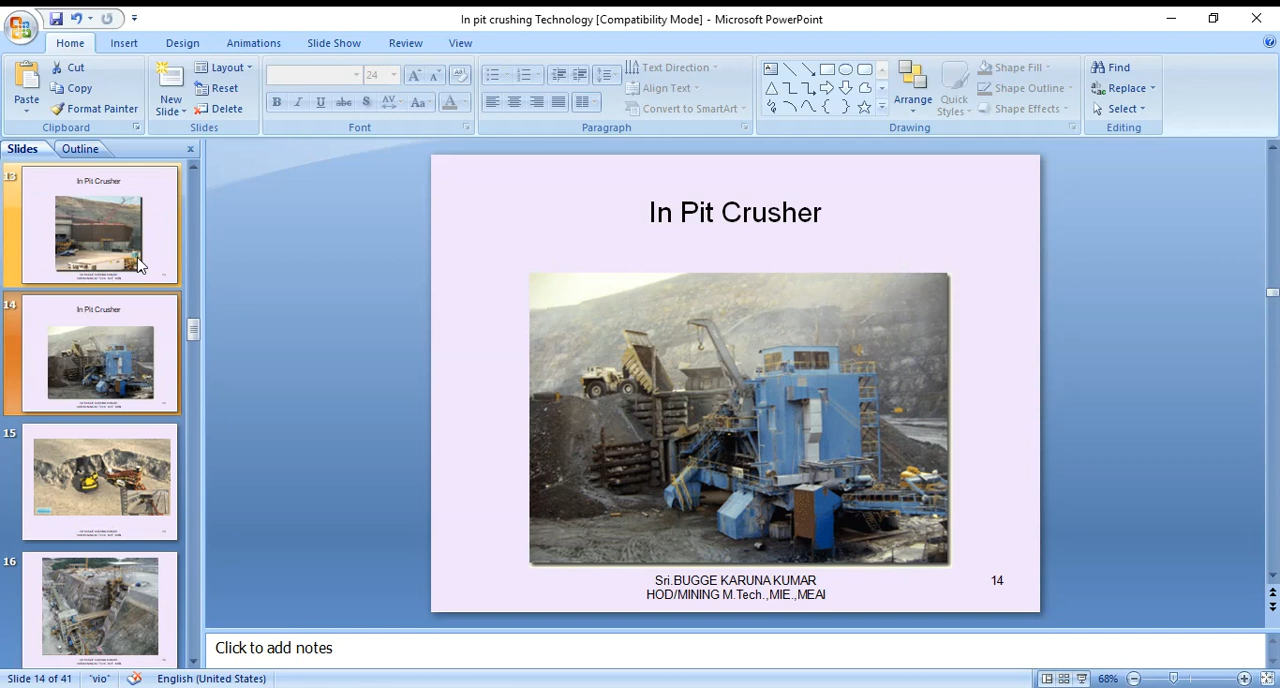 In pit crushing Technology [Compatibility Mode] - Microsoft PowerPoint
Home Insert Design Animations Slide Show Review View
Cut
Copy
Format Painter
Paste
Clipboard
New Slide
Layout
Reset
Delete
Slides
24
B I U abc S AV Aa A
Font
Text Direction
Align Text
Convert to SmartArt
Paragraph
Arrange
Quick Styles
Shape Fill
Shape Outline
Shape Effects
Drawing
Find
Replace
Select
Editing
Slides Outline
13
In Pit Crusher
14
In Pit Crusher
15
16
In Pit Crusher
Sri.BUGGE KARUNA KUMAR
HOD/MINING M.Tech.,MIE.,MEAI
14
Click to add notes
Slide 14 of 41 "vio" English (United States) 68%